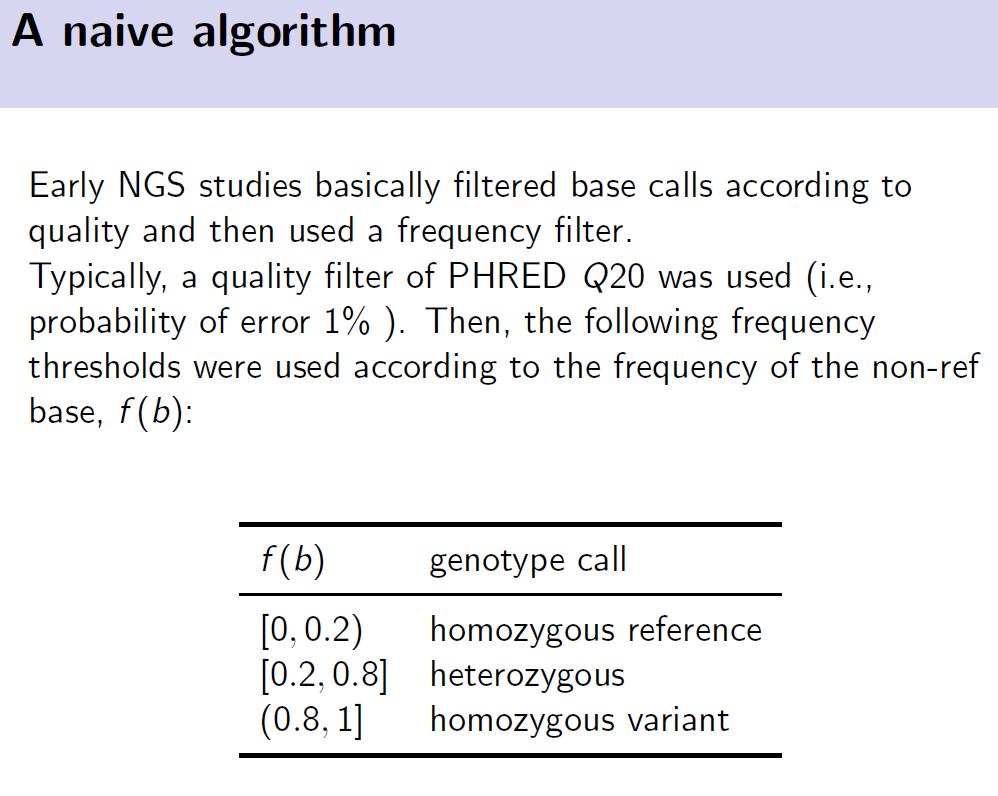 A naive algorithm
Early NGS studies basically filtered base calls according to
quality and then used a frequency filter.
Typically, a quality filter of PHRED Q20 was used (i.e.,
probability of error 1% ). Then, the following frequency
thresholds were used according to the frequency of the non-ref
base, f(b):
f(b) genotype call
[0, 0.2) homozygous reference
[0.2, 0.8] heterozygous
(0.8, 1] homozygous variant